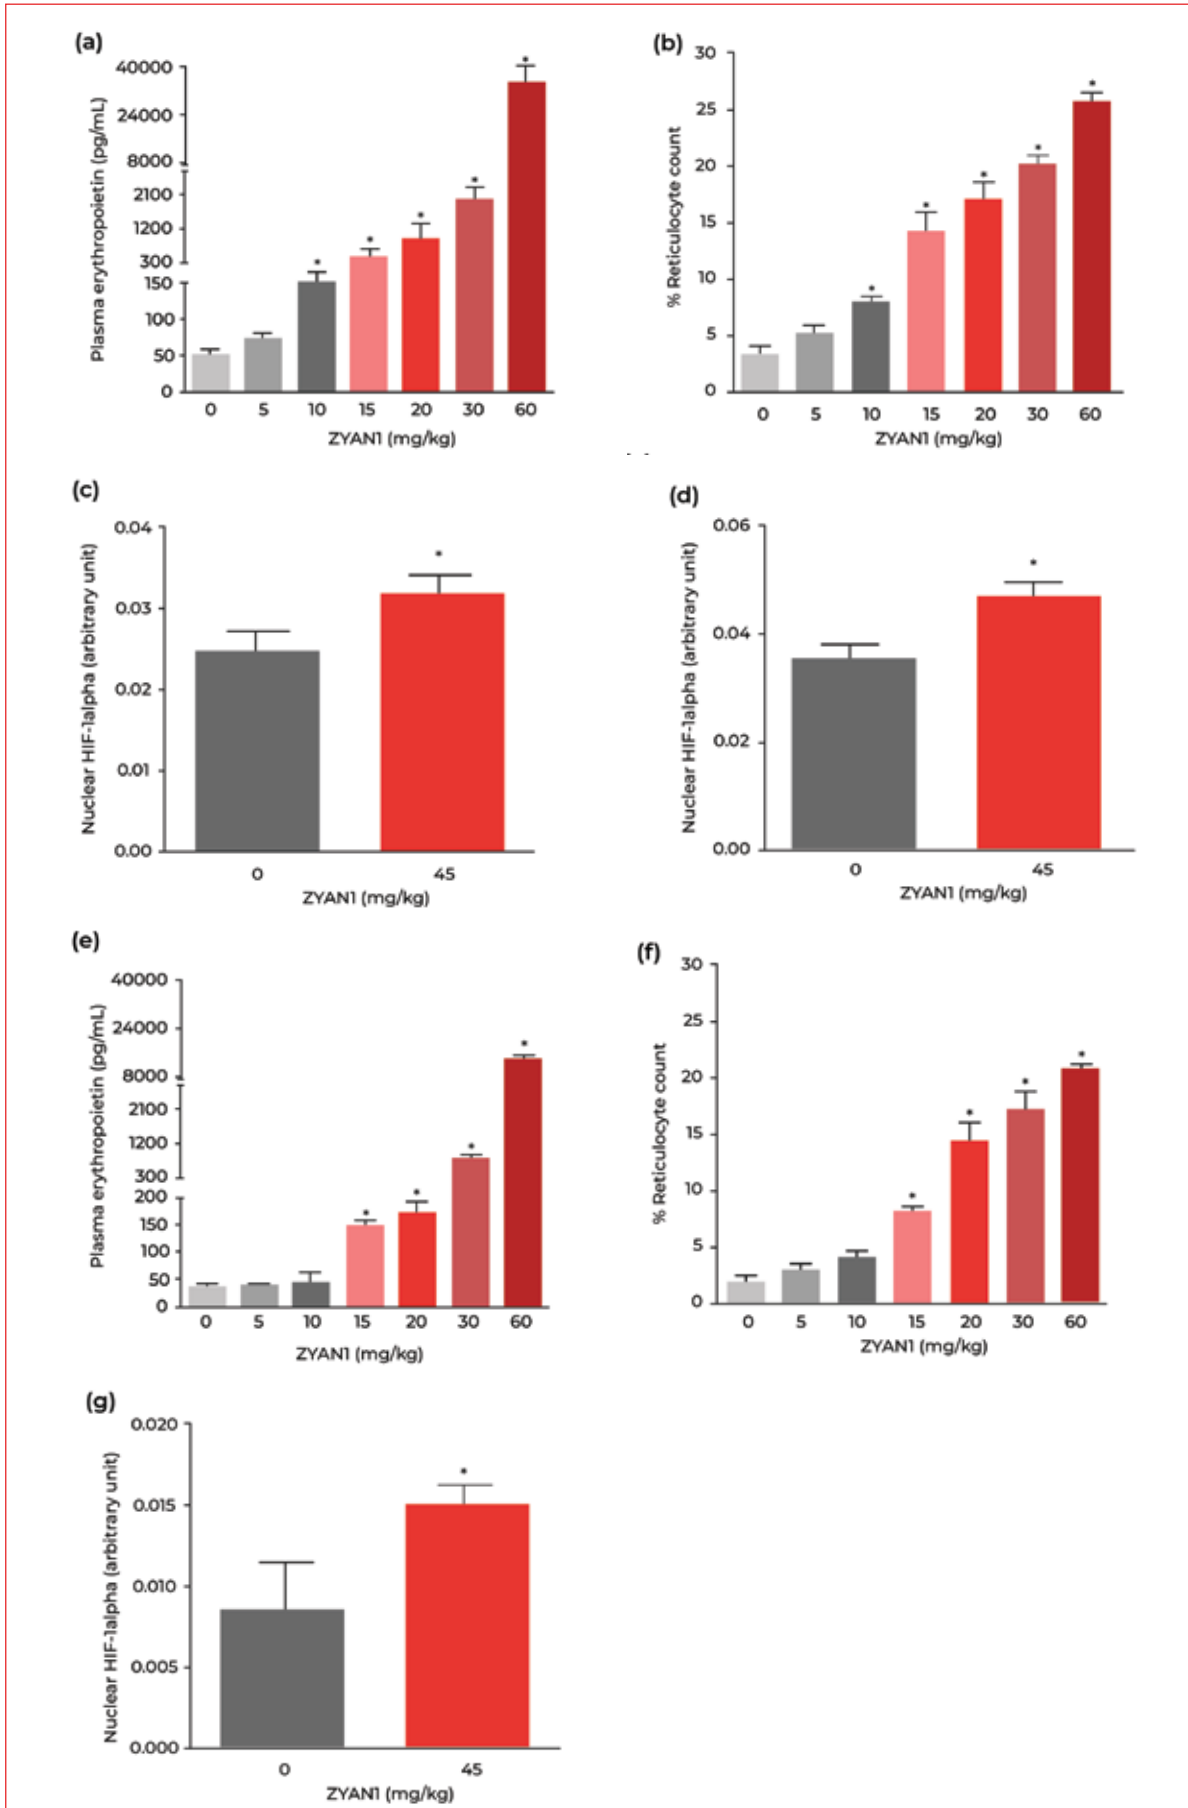 (a)
Plasma erythropoietin (pg/mL)
40000
24000
8000
2100
1200
300
150
100
50
0
* * * * *
0 5 10 15 20 30 60
ZYAN1 (mg/kg)
(b)
% Reticulocyte count
30
25
20
15
10
5
0
* * * * *
0 5 10 15 20 30 60
ZYAN1 (mg/kg)
(c)
Nuclear HIF-1alpha (arbitrary unit)
0.04
0.03
0.02
0.01
0.00
*
0 45
ZYAN1 (mg/kg)
(d)
Nuclear HIF-1alpha (arbitrary unit)
0.06
0.04
0.02
0.00
*
0 45
ZYAN1 (mg/kg)
(e)
Plasma erythropoietin (pg/mL)
40000
24000
8000
2100
1200
300
200
150
100
50
0
* * * *
0 5 10 15 20 30 60
ZYAN1 (mg/kg)
(f)
% Reticulocyte count
30
25
20
15
10
5
0
* * * *
0 5 10 15 20 30 60
ZYAN1 (mg/kg)
(g)
Nuclear HIF-1alpha (arbitrary unit)
0.020
0.015
0.010
0.005
0.000
*
0 45
ZYAN1 (mg/kg)